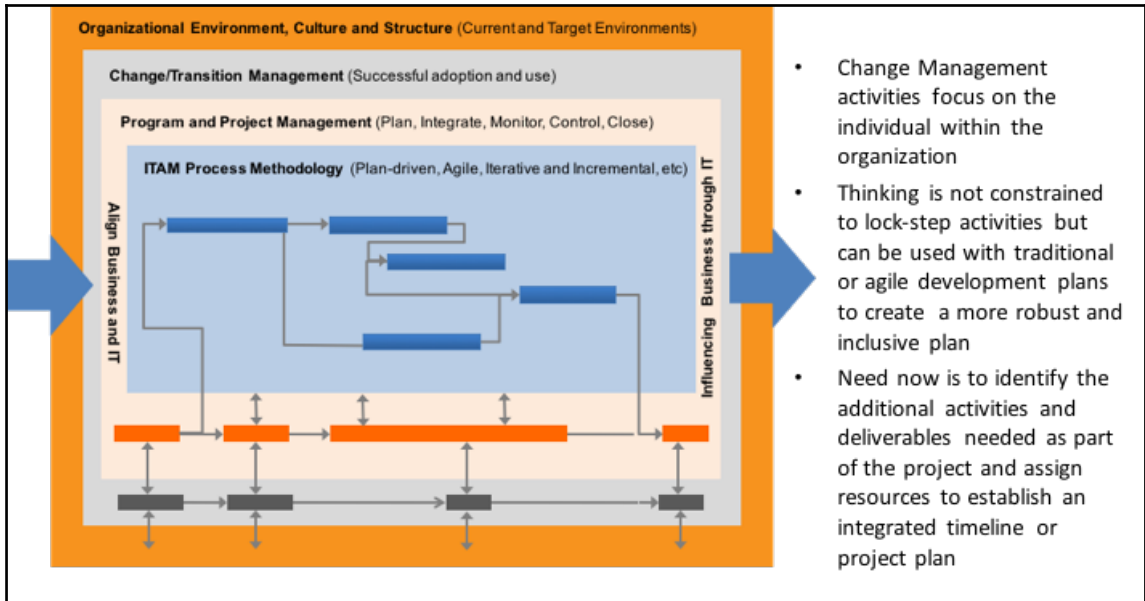 Organizational Environment, Culture and Structure (Current and Target Environments)
Change/Transition Management (Successful adoption and use)
Program and Project Management (Plan, Integrate, Monitor, Control, Close)
ITAM Process Methodology (Plan-driven, Agile, Iterative and Incremental, etc)
Align Business and IT
Influencing Business through IT
• Change Management
activities focus on the
individual within the
organization
• Thinking is not constrained
to lock-step activities but
can be used with traditional
or agile development plans
to create a more robust and
inclusive plan
• Need now is to identify the
additional activities and
deliverables needed as part
of the project and assign
resources to establish an
integrated timeline or
project plan